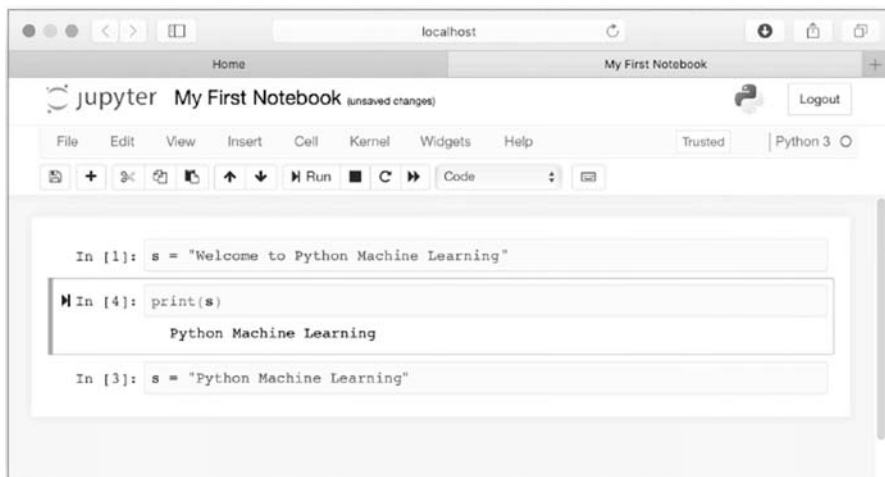 localhost
Home
My First Notebook
jupyter My First Notebook (unsaved changes)
Logout
File Edit View Insert Cell Kernel Widgets Help
Trusted
Python 3
Run
Code
In [1]: s = "Welcome to Python Machine Learning"
In [4]: print(s)
Python Machine Learning
In [3]: s = "Python Machine Learning"